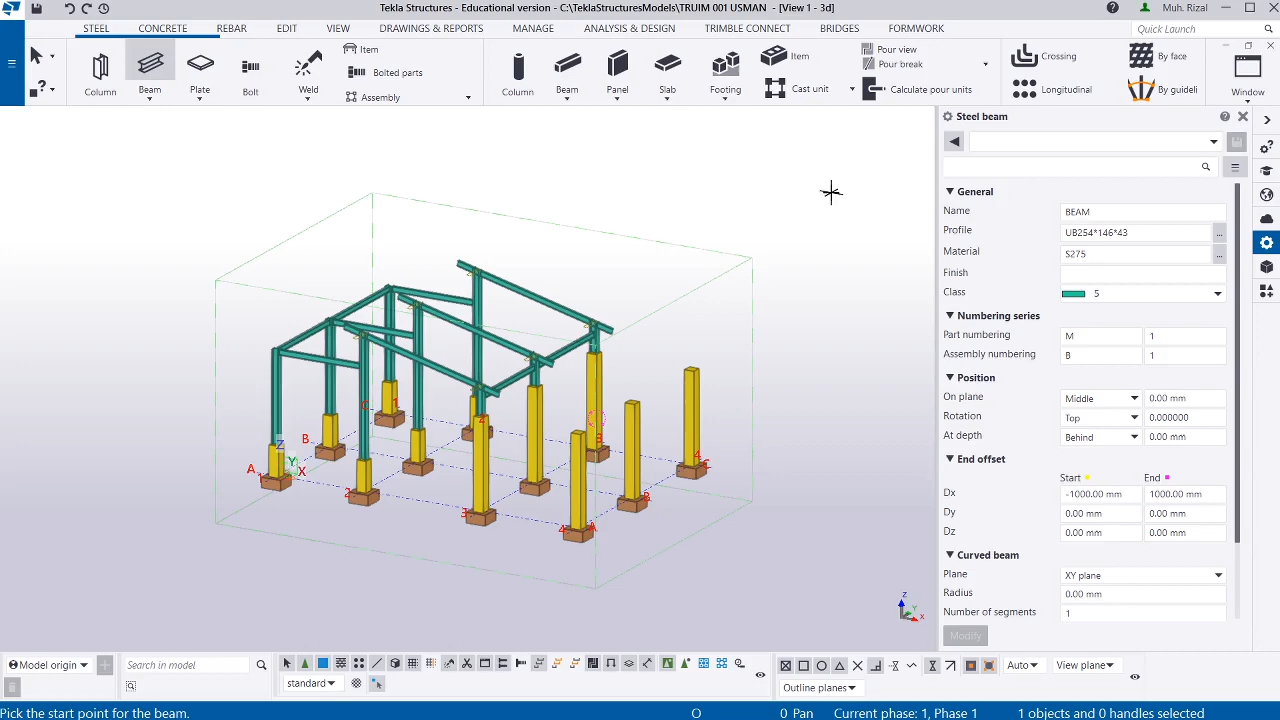 Tekla Structures - Educational version - C:\TeklaStructuresModels\TRUIN 001 USMAN - [View 1 - 3d]
Muh. Rizal
STEEL CONCRETE REBAR EDIT VIEW DRAWINGS & REPORTS MANAGE ANALYSIS & DESIGN TRIMBLE CONNECT BRIDGES FORMWORK
Quick Launch
Column Beam Plate Bolt Weld
Item
Bolted parts
Assembly
Column Beam Panel Slab Footing
Item
Cast unit
Pour view
Pour break
Calculate pour units
Crossing
Longitudinal
By face
By guideli
Window
Steel beam
General
Name BEAM
Profile UB254*146*43
Material S275
Finish
Class 5
Numbering series
Part numbering M 1
Assembly numbering B 1
Position
On plane Middle 0.00 mm
Rotation Top 0.000000
At depth Behind 0.00 mm
End offset
Start End
Dx -1000.00 mm 1000.00 mm
Dy 0.00 mm 0.00 mm
Dz 0.00 mm 0.00 mm
Curved beam
Plane XY plane
Radius 0.00 mm
Number of segments 1
Modify
C 1
B
Z
A
Y
X
2
2
3
3
4
C
B
4 A
Z
Y
X
Model origin
Search in model
standard
Auto
View plane
Outline planes
Pick the start point for the beam.
O
0 Pan
Current phase: 1, Phase 1
1 objects and 0 handles selected